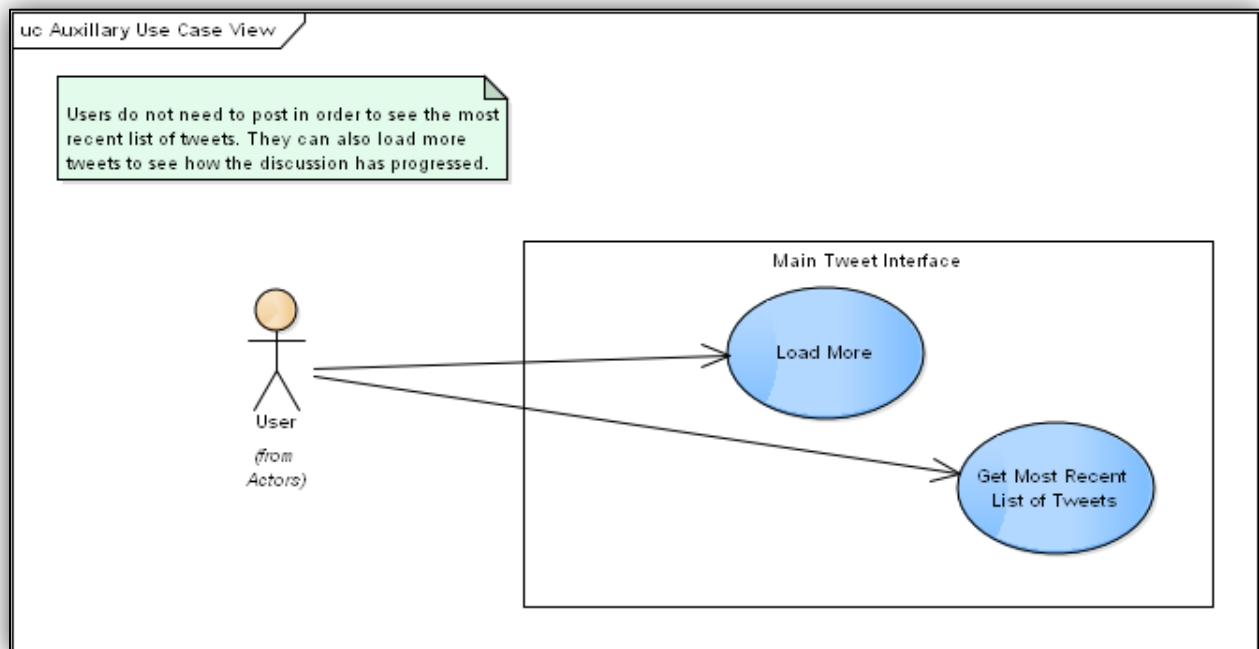 uc Auxillary Use Case View
Users do not need to post in order to see the most
recent list of tweets. They can also load more
tweets to see how the discussion has progressed.
Main Tweet Interface
Load More
User
(from
Actors)
Get Most Recent
List of Tweets